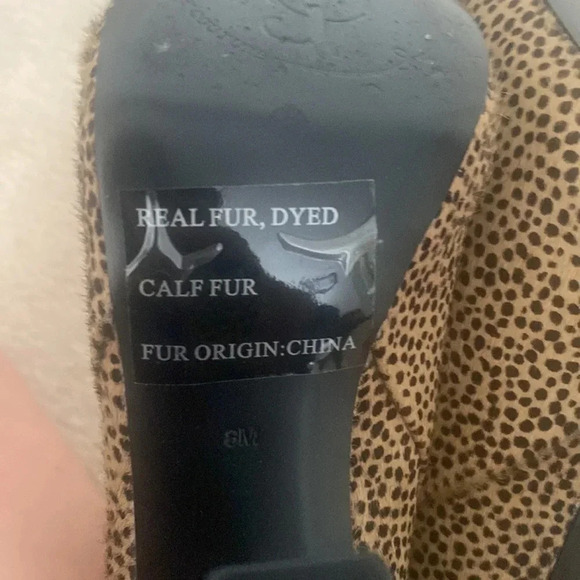 REAL FUR, DYED
CALF FUR
FUR ORIGIN:CHINA
8M